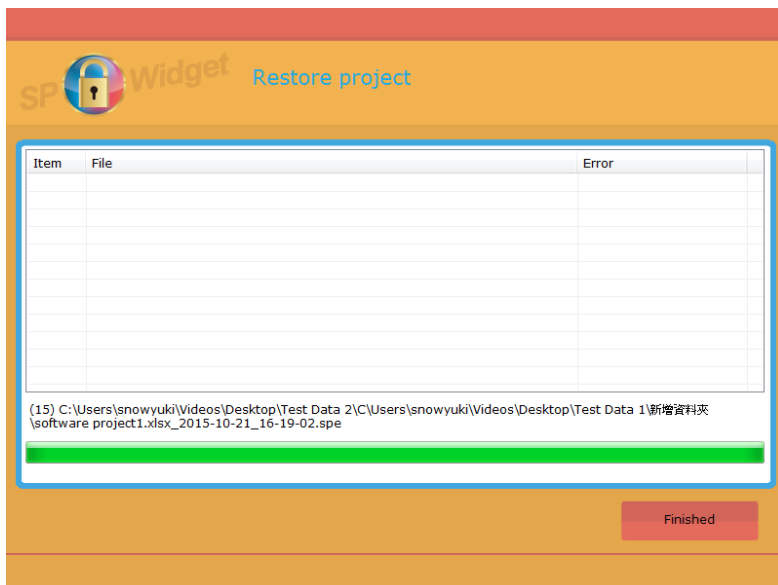 SP Widget
Restore project
Item File Error
(15) C:\Users\snowyuki\Videos\Desktop\Test Data 2\C\Users\snowyuki\Videos\Desktop\Test Data 1\新增資料夾
\software project1.xlsx_2015-10-21_16-19-02.spe
Finished